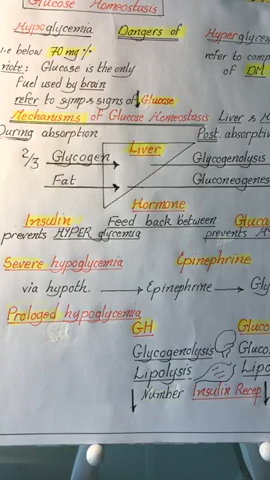 Glucose Homeostasis
Hypoglycemia Dangers of Hyperglycem
below 70 mg% refer to comp
note: Glucose is the only of DM
Fuel used by brain
refer to symp & signs of ↓ Glucose
Mechanisms of Glucose Homeostasis Liver &
During absorption Liver Post. absorpti
2/3 Glycogen Glycogenolysis
Fat Gluconeogenes
Hormone
Insulin Feed back between Gluca
prevents HYPER glycemia prevents H
Severe hypoglycemia Epinephrine
via hypoth. → Epinephrine → Gly
Prologed hypoglycemia
GH Gluco
Glycogenolysis Gluco
Lipolysis Lipo
↓ Number Insulin Recep ↓